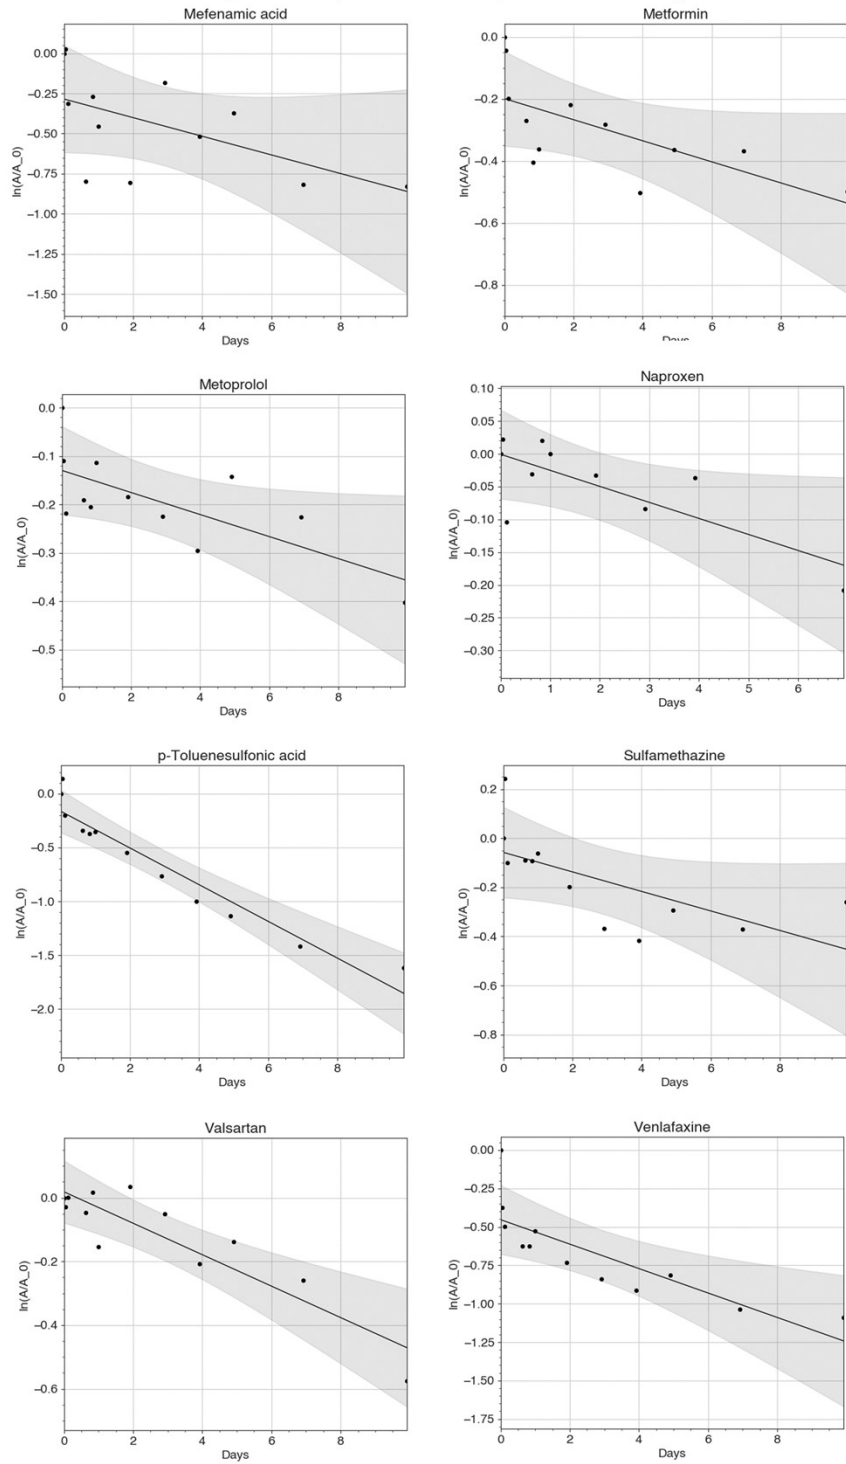 Mefenamic acid
ln(A/A_0)
0.00
−0.25
−0.50
−0.75
−1.00
−1.25
−1.50
0 2 4 6 8
Days
Metformin
ln(A/A_0)
0.0
−0.2
−0.4
−0.6
−0.8
0 2 4 6 8
Days
Metoprolol
ln(A/A_0)
0.0
−0.1
−0.2
−0.3
−0.4
−0.5
0 2 4 6 8
Days
Naproxen
ln(A/A_0)
0.10
0.05
0.00
−0.05
−0.10
−0.15
−0.20
−0.25
−0.30
0 1 2 3 4 5 6
Days
p-Toluenesulfonic acid
ln(A/A_0)
0.0
−0.5
−1.0
−1.5
−2.0
0 2 4 6 8
Days
Sulfamethazine
ln(A/A_0)
0.2
0.0
−0.2
−0.4
−0.6
−0.8
0 2 4 6 8
Days
Valsartan
ln(A/A_0)
0.0
−0.2
−0.4
−0.6
0 2 4 6 8
Days
Venlafaxine
ln(A/A_0)
0.00
−0.25
−0.50
−0.75
−1.00
−1.25
−1.50
−1.75
0 2 4 6 8
Days